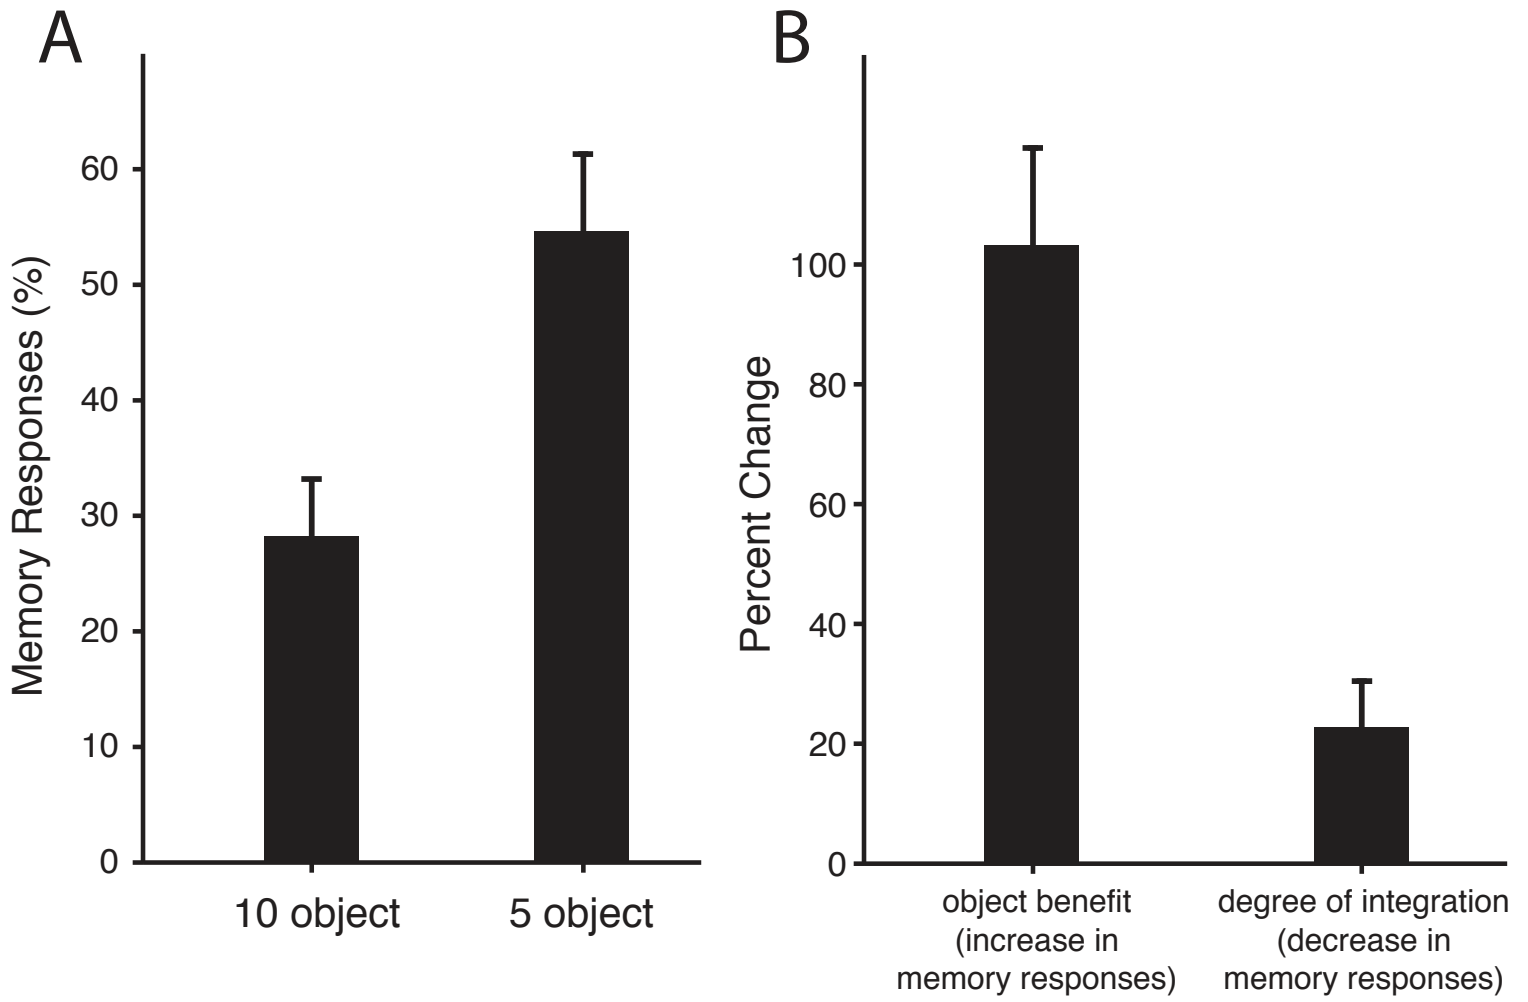 A
Memory Responses (%)
60
50
40
30
20
10
0
10 object
5 object
B
Percent Change
100
80
60
40
20
0
object benefit
(increase in
memory responses)
degree of integration
(decrease in
memory responses)